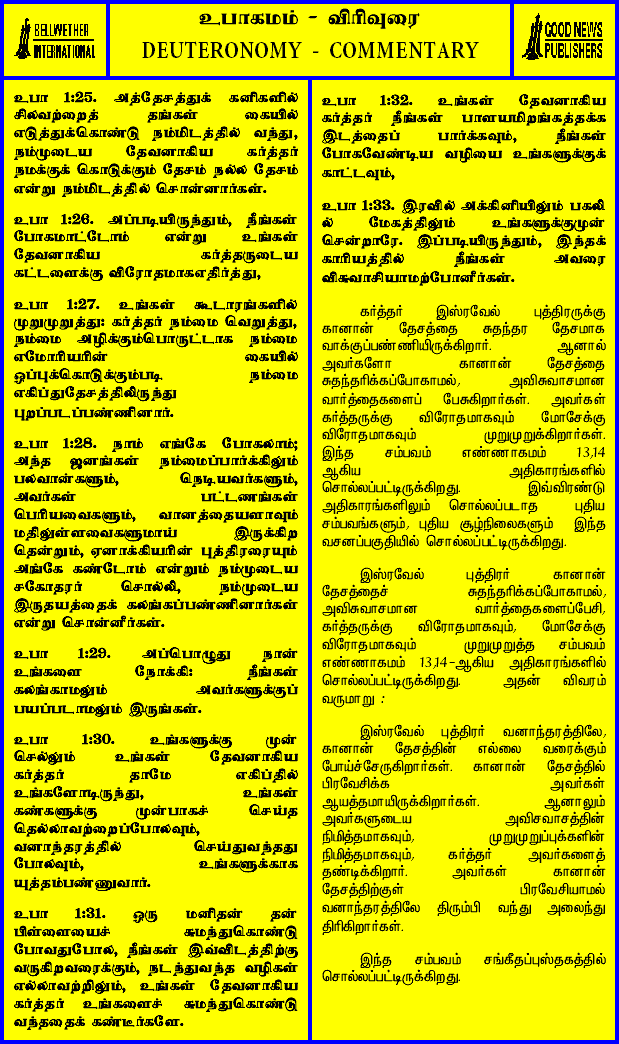 BELLWETHER
INTERNATIONAL
உபாகமம் - விரிவுரை
DEUTERONOMY - COMMENTARY
GOOD NEWS
PUBLISHERS
உபா 1:25. அத்தேசத்துக் கனிகளில்
சிலவற்றைத் தங்கள் கையில்
எடுத்துக்கொண்டு நம்மிடத்தில் வந்து,
நம்முடைய தேவனாகிய கர்த்தர்
நமக்குக் கொடுக்கும் தேசம் நல்ல தேசம்
என்று நம்மிடத்தில் சொன்னார்கள்.
உபா 1:26. அப்படியிருந்தும், நீங்கள்
போகமாட்டோம் என்று உங்கள்
தேவனாகிய கர்த்தருடைய
கட்டளைக்கு விரோதமாகஎதிர்த்து,
உபா 1:27. உங்கள் கூடாரங்களில்
முறுமுறுத்து: கர்த்தர் நம்மை வெறுத்து,
நம்மை அழிக்கும்பொருட்டாக நம்மை
எமோரியரின் கையில்
ஒப்புக்கொடுக்கும்படி நம்மை
எகிப்துதேசத்திலிருந்து
புறப்படப்பண்ணினார்.
உபா 1:28. நாம் எங்கே போகலாம்;
அந்த ஜனங்கள் நம்மைப்பார்க்கிலும்
பலவான்களும், நெடியவர்களும்,
அவர்கள் பட்டணங்கள்
பெரியவைகளும், வானத்தையளாவும்
மதிலுள்ளவைகளுமாய் இருக்கிற
தென்றும், ஏனாக்கியரின் புத்திரரையும்
அங்கே கண்டோம் என்றும் நம்முடைய
சகோதரர் சொல்லி, நம்முடைய
இருதயத்தைக் கலங்கப்பண்ணினார்கள்
என்று சொன்னீர்கள்.
உபா 1:29. அப்பொழுது நான்
உங்களை நோக்கி: நீங்கள்
கலங்காமலும் அவர்களுக்குப்
பயப்படாமலும் இருங்கள்.
உபா 1:30. உங்களுக்கு முன்
செல்லும் உங்கள் தேவனாகிய
கர்த்தர் தாமே எகிப்தில்
உங்களோடிருந்து, உங்கள்
கண்களுக்கு முன்பாகச் செய்த
தெல்லாவற்றைப்போலவும்,
வனாந்தரத்தில் செய்துவந்தது
போலவும், உங்களுக்காக
யுத்தம்பண்ணுவார்.
உபா 1:31. ஒரு மனிதன் தன்
பிள்ளையைச் சுமந்துகொண்டு
போவதுபோல, நீங்கள் இவ்விடத்திற்கு
வருகிறவரைக்கும், நடந்துவந்த வழிகள்
எல்லாவற்றிலும், உங்கள் தேவனாகிய
கர்த்தர் உங்களைச் சுமந்துகொண்டு
வந்ததைக் கண்டீர்களே.
உபா 1:32. உங்கள் தேவனாகிய
கர்த்தர் நீங்கள் பாளயமிறங்கத்தக்க
இடத்தைப் பார்க்கவும், நீங்கள்
போகவேண்டிய வழியை உங்களுக்குக்
காட்டவும்,
உபா 1:33. இரவில் அக்கினியிலும் பகலி
ல் மேகத்திலும் உங்களுக்குமுன்
சென்றாரே. இப்படியிருந்தும், இந்தக்
காரியத்தில் நீங்கள் அவரை
விசுவாசியாமற்போனீர்கள்.
கர்த்தர் இஸ்ரவேல் புத்திரருக்கு
கானான் தேசத்தை சுதந்தர தேசமாக
வாக்குப்பண்ணியிருக்கிறார். ஆனால்
அவர்களோ கானான் தேசத்தை
சுதந்தரிக்கப்போகாமல், அவிசுவாசமான
வார்த்தைகளைப் பேசுகிறார்கள். அவர்கள்
கர்த்தருக்கு விரோதமாகவும் மோசேக்கு
விரோதமாகவும் முறுமுறுக்கிறார்கள்.
இந்த சம்பவம் எண்ணாகமம் 13,14
ஆகிய அதிகாரங்களில்
சொல்லப்பட்டிருக்கிறது. இவ்விரண்டு
அதிகாரங்களிலும் சொல்லப்படாத புதிய
சம்பவங்களும், புதிய சூழ்நிலைகளும் இந்த
வசனப்பகுதியில் சொல்லப்பட்டிருக்கிறது.
இஸ்ரவேல் புத்திரர் கானான்
தேசத்தைச் சுதந்தரிக்கப்போகாமல்,
அவிசுவாசமான வார்த்தைகளைப்பேசி,
கர்த்தருக்கு விரோதமாகவும், மோசேக்கு
விரோதமாகவும் முறுமுறுத்த சம்பவம்
எண்ணாகமம் 13,14-ஆகிய அதிகாரங்களில்
சொல்லப்பட்டிருக்கிறது. அதன் விவரம்
வருமாறு :
இஸ்ரவேல் புத்திரர் வனாந்தரத்திலே,
கானான் தேசத்தின் எல்லை வரைக்கும்
போய்ச்சேருகிறார்கள். கானான் தேசத்தில்
பிரவேசிக்க அவர்கள்
ஆயத்தமாயிருக்கிறார்கள். ஆனாலும்
அவர்களுடைய அவிசவாசத்தின்
நிமித்தமாகவும், முறுமுறுப்புக்களின்
நிமித்தமாகவும், கர்த்தர் அவர்களைத்
தண்டிக்கிறார். அவர்கள் கானான்
தேசத்திற்குள் பிரவேசியாமல்
வனாந்தரத்திலே திரும்பி வந்து அலைந்து
திரிகிறார்கள்.
இந்த சம்பவம் சங்கீதப்புஸ்தகத்தில்
சொல்லப்பட்டிருக்கிறது.